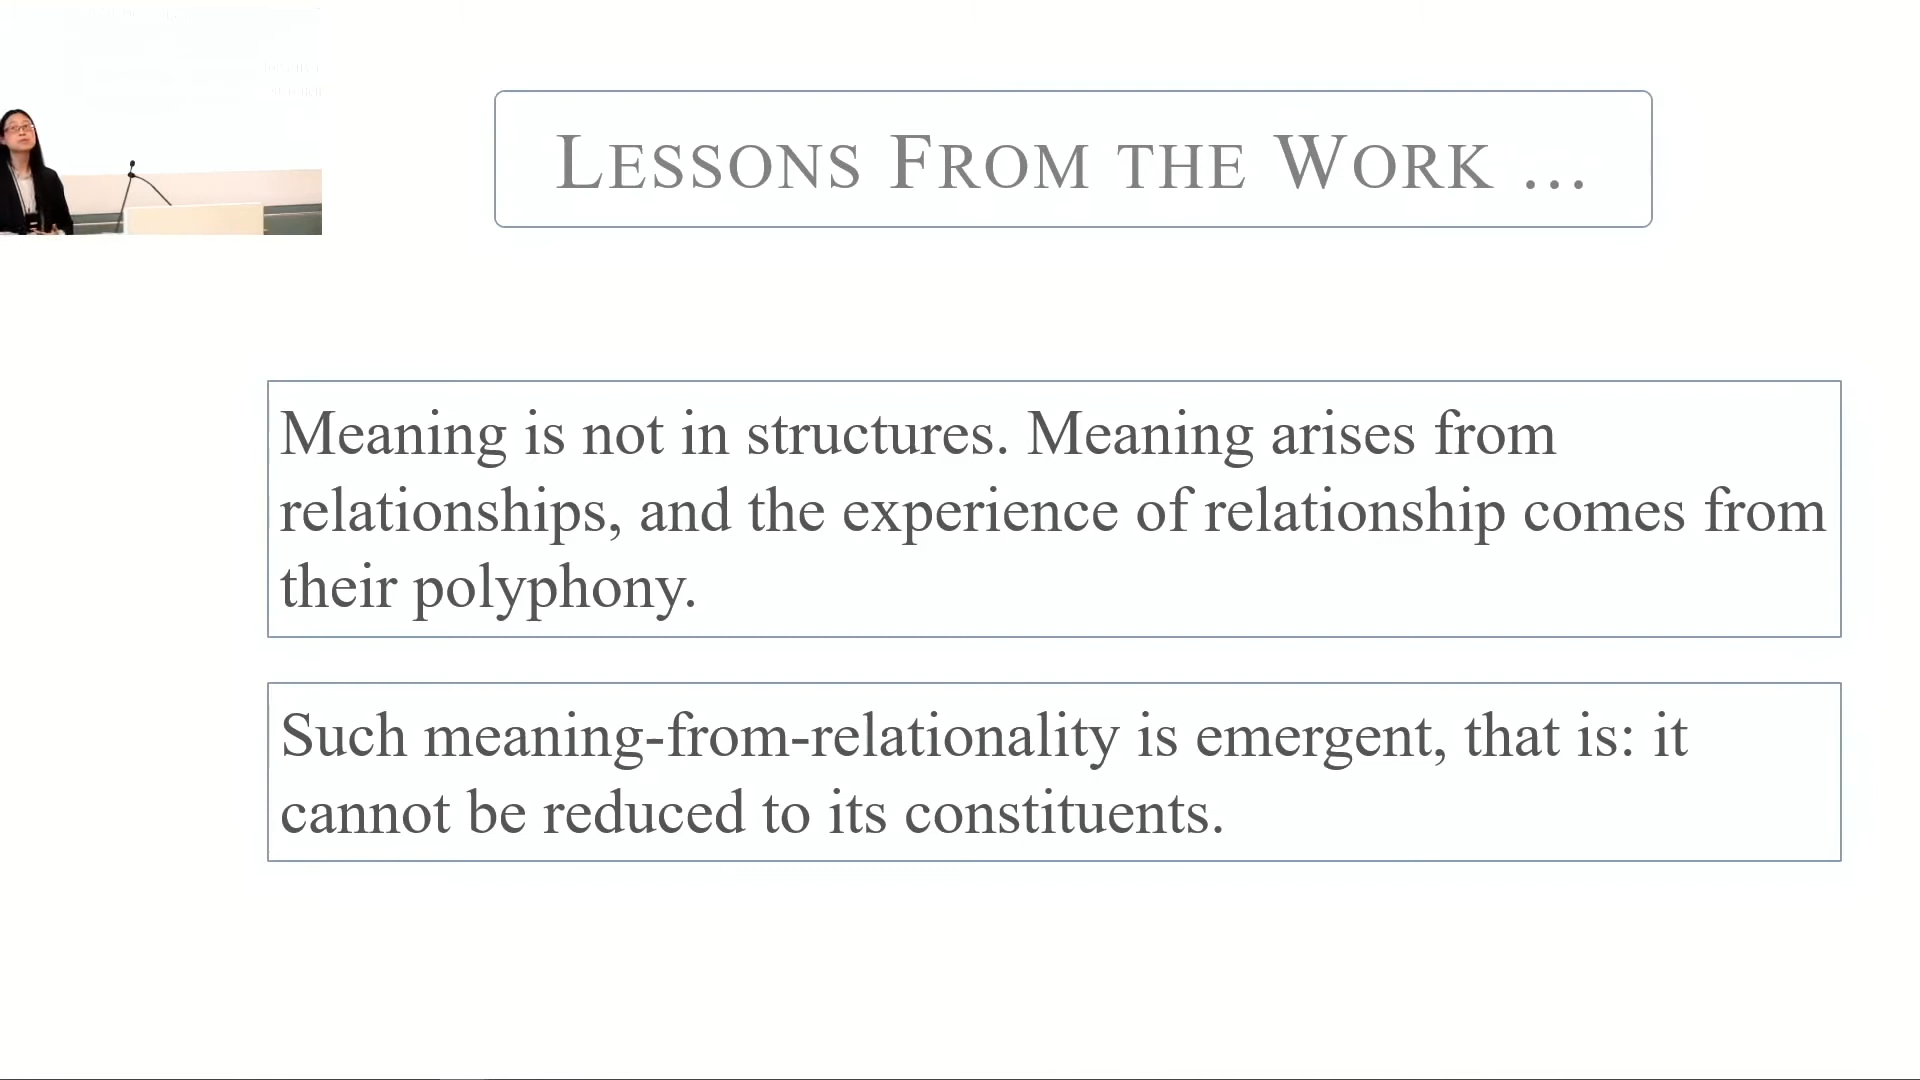 LESSONS FROM THE WORK ...
Meaning is not in structures. Meaning arises from
relationships, and the experience of relationship comes from
their polyphony.
Such meaning-from-relationality is emergent, that is: it
cannot be reduced to its constituents.